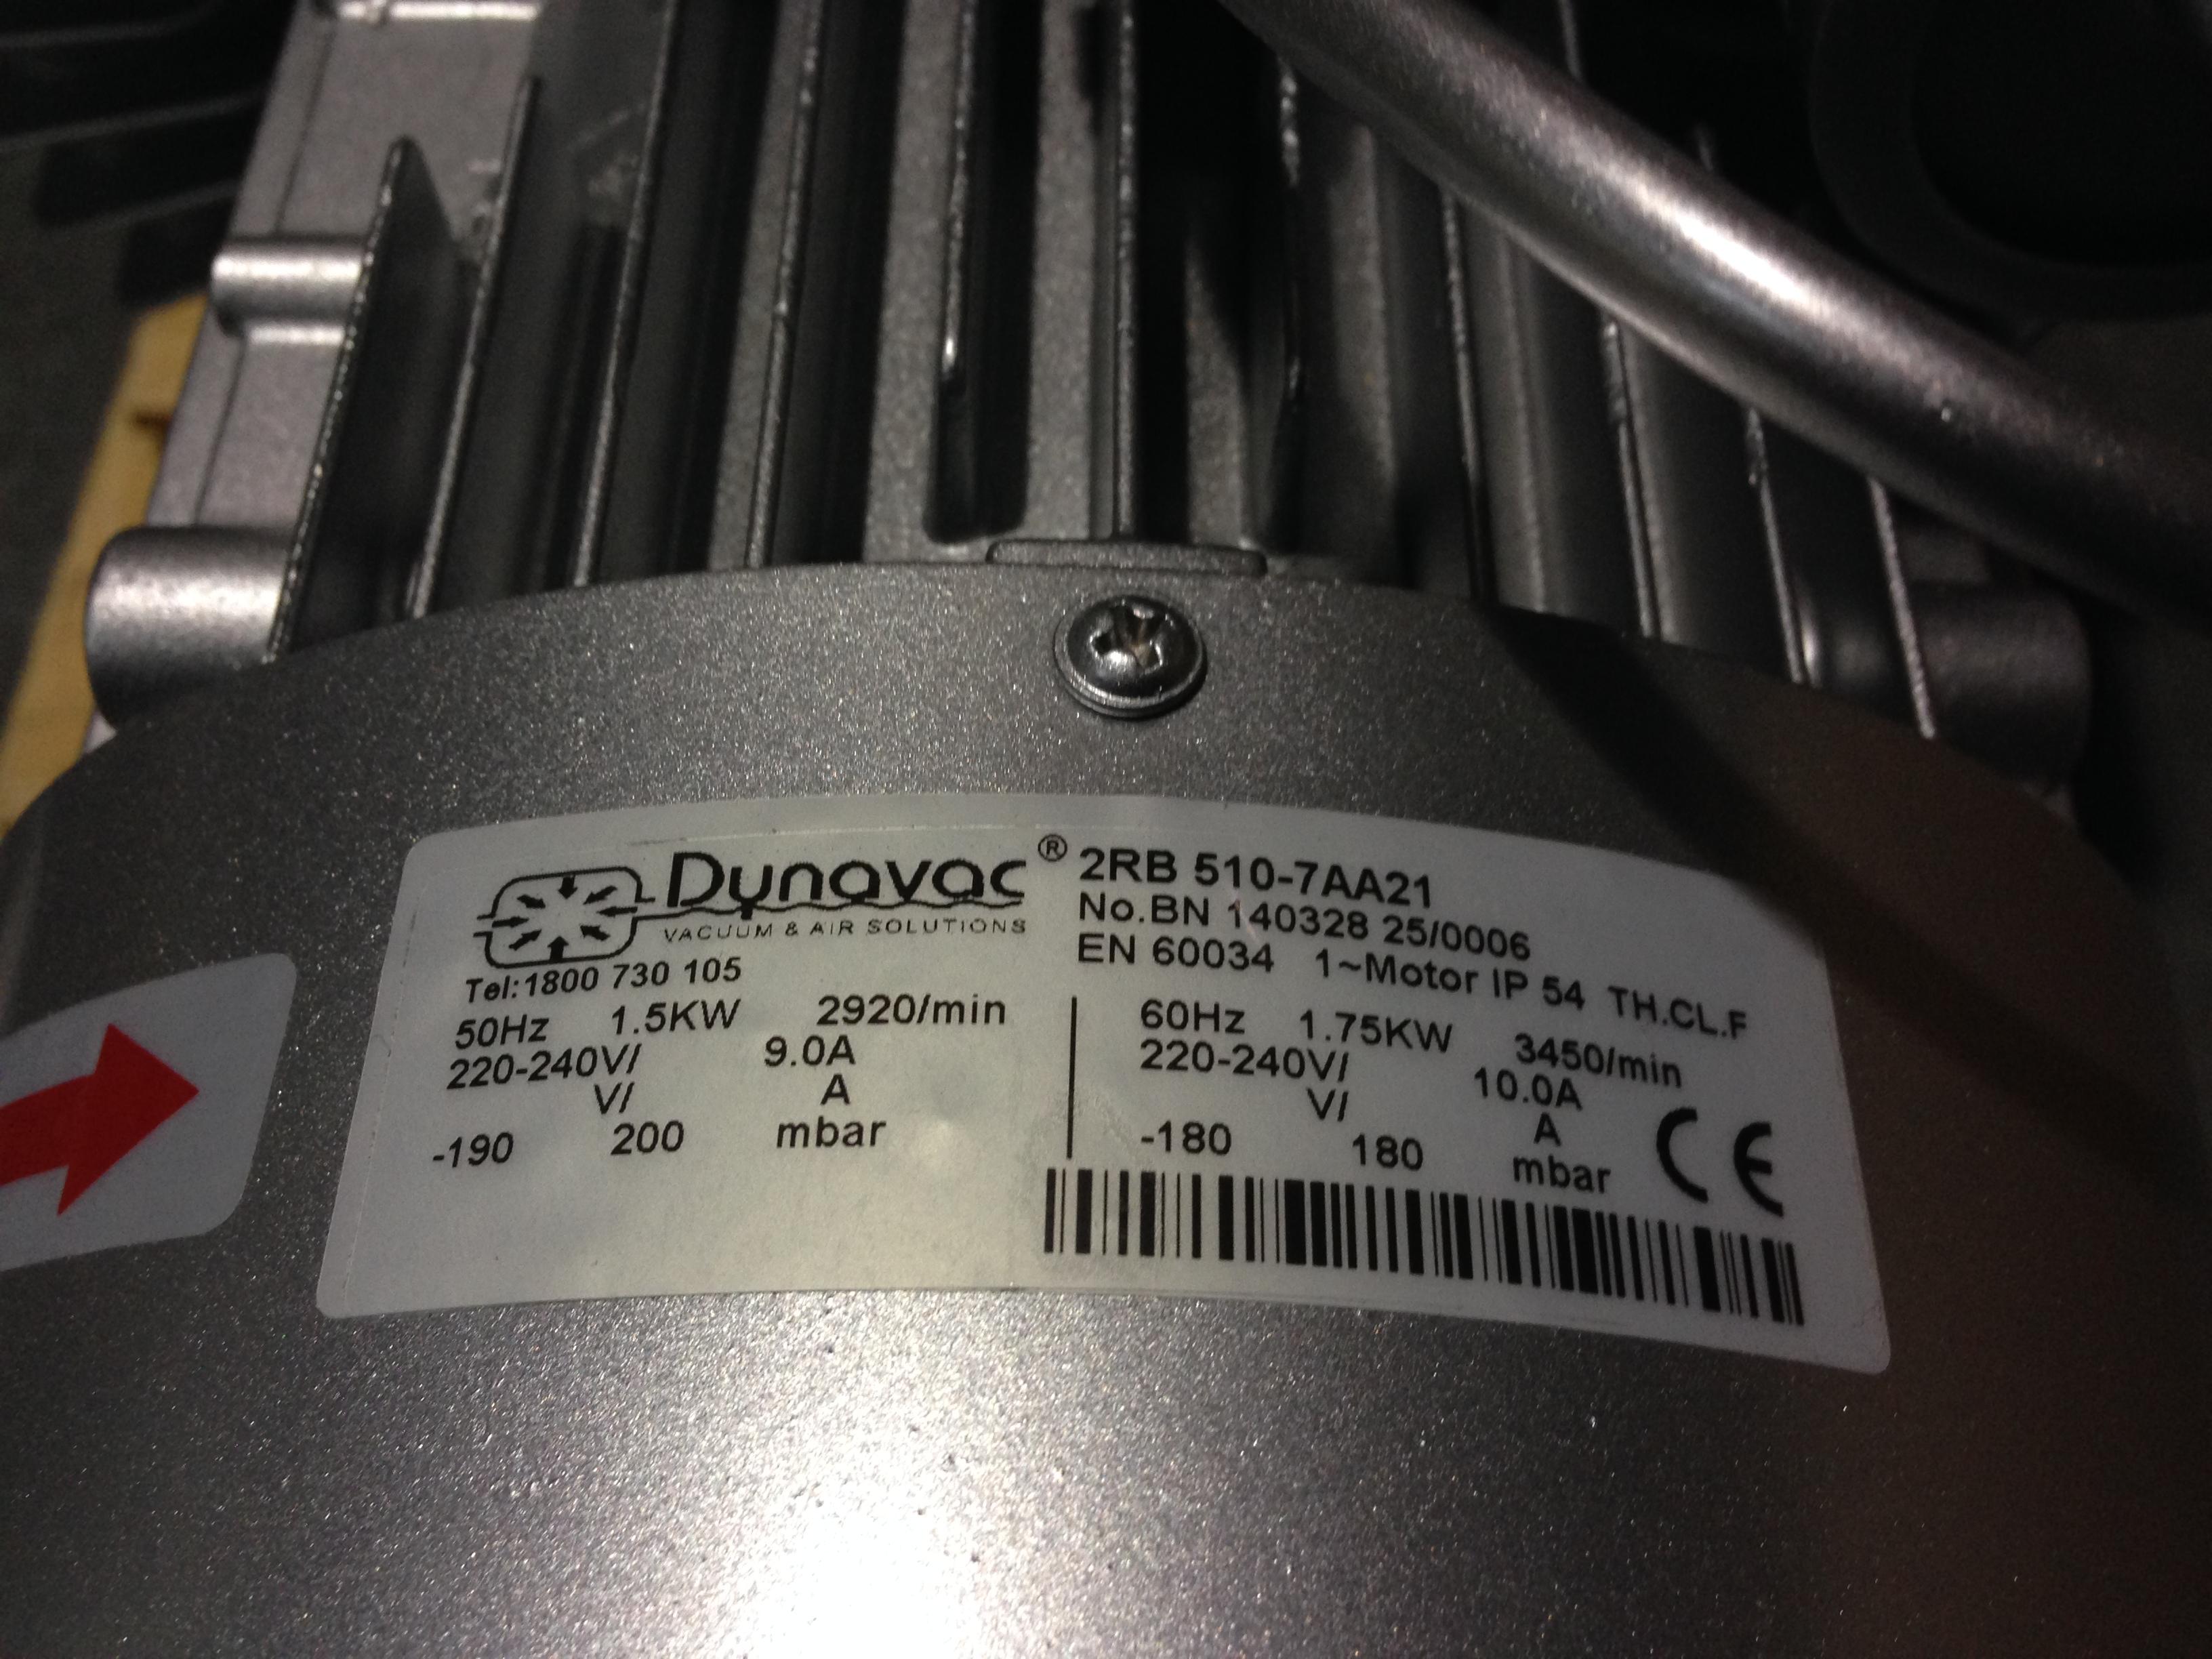 Dynavac®
VACUUM & AIR SOLUTIONS
Tel:1800 730 105
2RB 510-7AA21
No.BN 140328 25/0006
EN 60034 1~Motor IP 54 TH.CL.F
50Hz 1.5KW 2920/min
220-240V/ 9.0A
V/ A
-190 200 mbar
60Hz 1.75KW 3450/min
220-240V/ 10.0A
V/ A
-180 180 mbar
CE